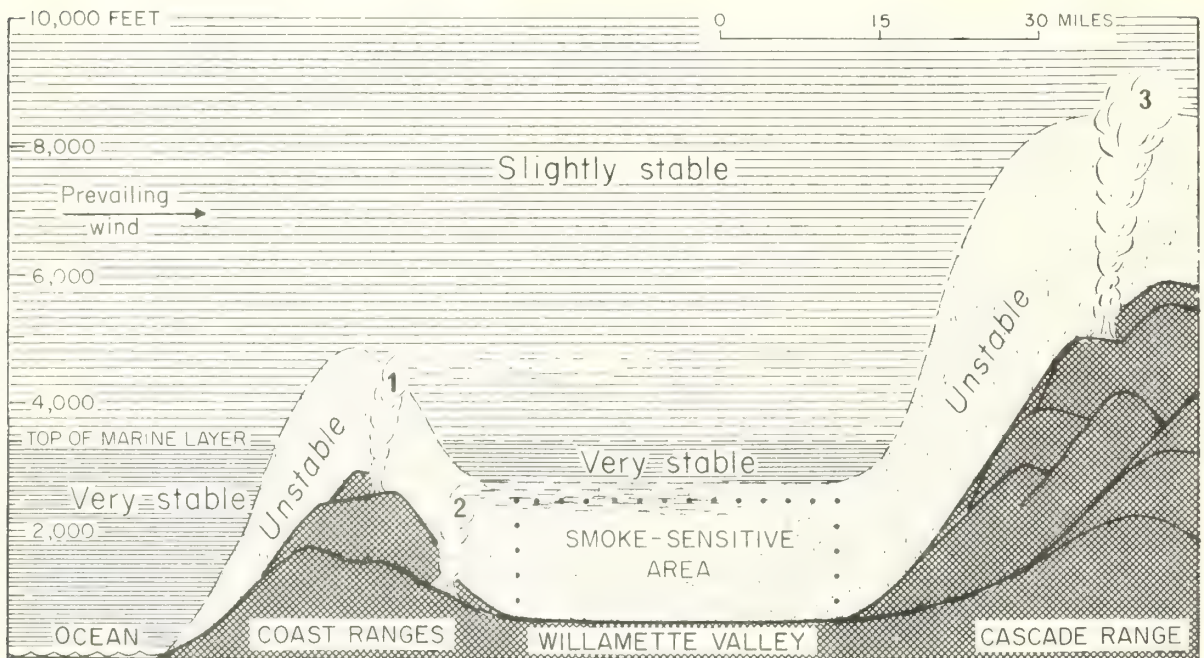 10,000 FEET
0 15 30 MILES
3
8,000
Slightly stable
Prevailing
wind
6,000
Unstable
1
4,000
TOP OF MARINE LAYER
Very stable
Very stable
Unstable
2
2,000
SMOKE-SENSITIVE
AREA
OCEAN
COAST RANGES
WILLAMETTE VALLEY
CASCADE RANGE